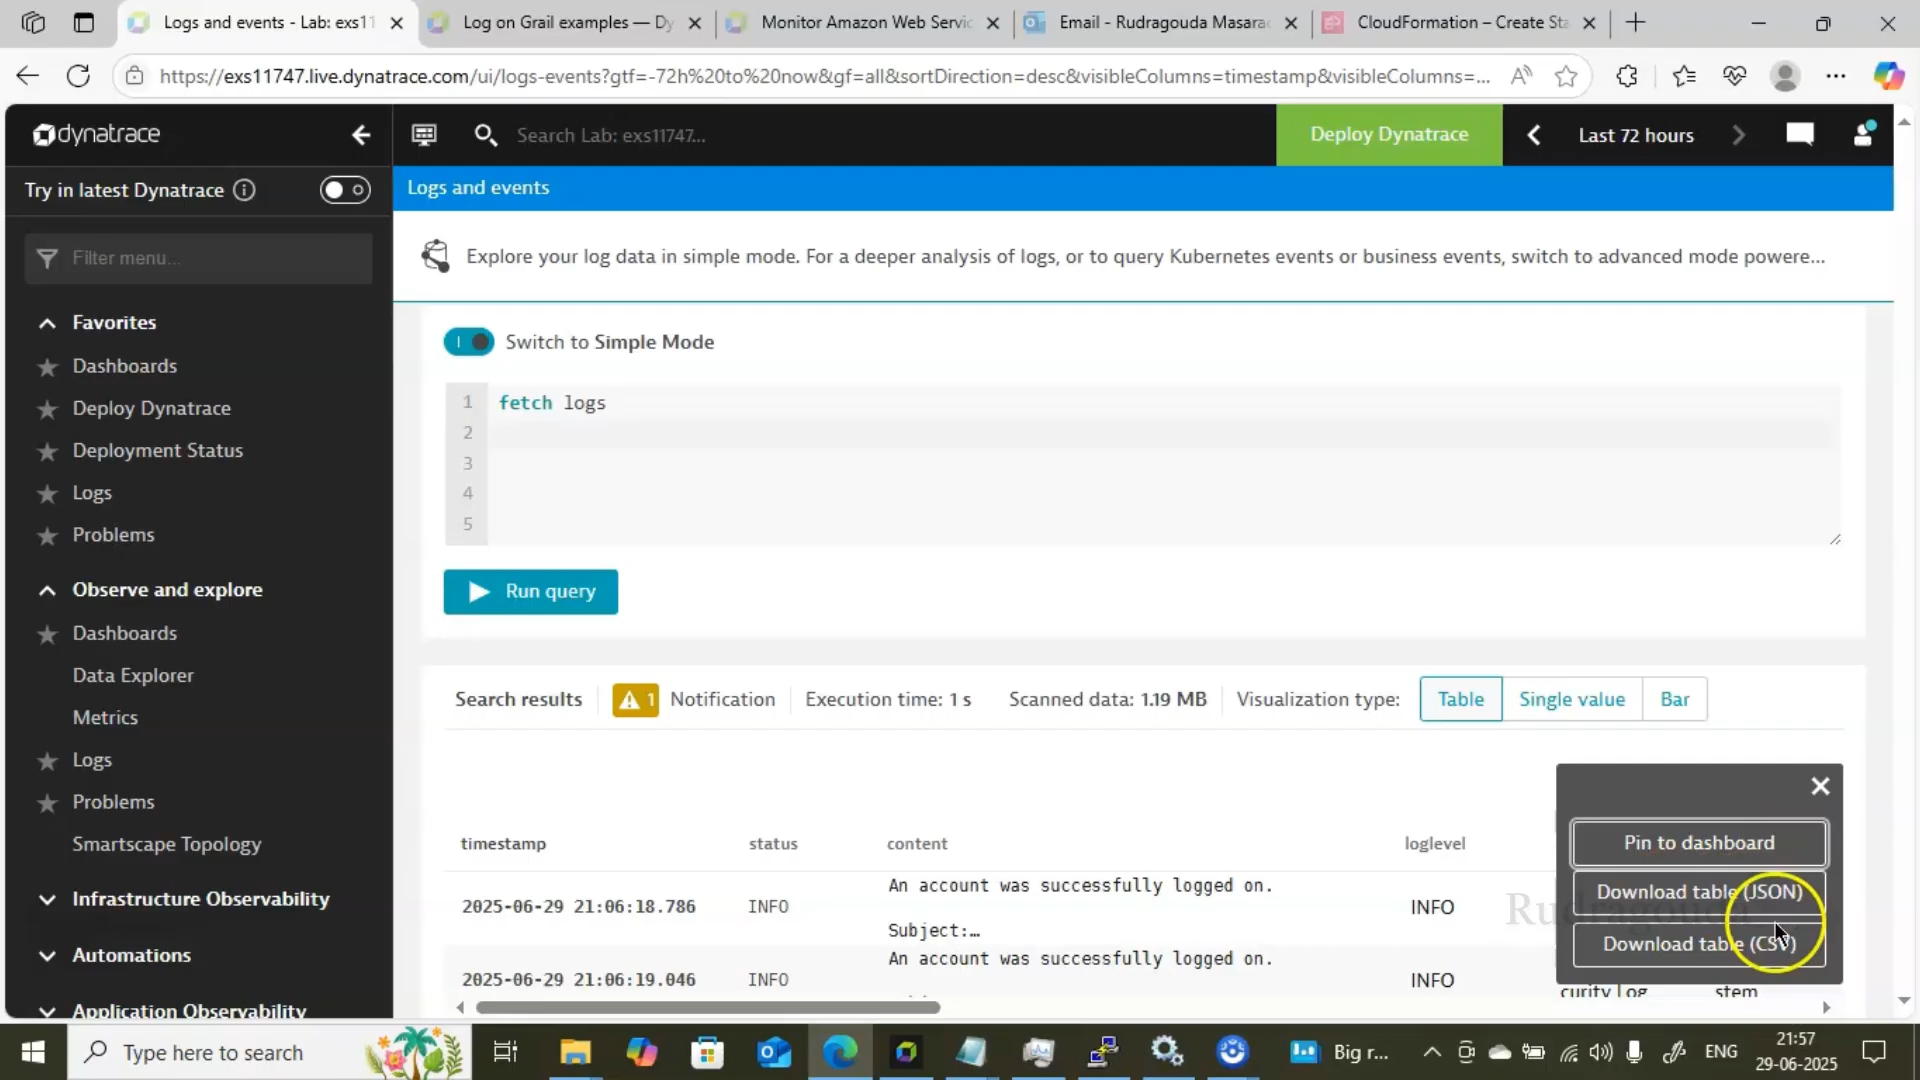 Logs and events - Lab: exs11
Log on Grail examples — Dy
Monitor Amazon Web Servic
Email - Rudragouda Masara
CloudFormation – Create Sta
https://exs11747.live.dynatrace.com/ui/logs-events?gtf=-72h%20to%20now&gf=all&sortDirection=desc&visibleColumns=timestamp&visibleColumns=...
dynatrace
Search Lab: exs11747...
Deploy Dynatrace
Last 72 hours
Try in latest Dynatrace
Logs and events
Filter menu...
Explore your log data in simple mode. For a deeper analysis of logs, or to query Kubernetes events or business events, switch to advanced mode powere...
Favorites
Dashboards
Deploy Dynatrace
Deployment Status
Logs
Problems
Observe and explore
Dashboards
Data Explorer
Metrics
Logs
Problems
Smartscape Topology
Infrastructure Observability
Automations
Application Observability
Switch to Simple Mode
1 fetch logs
2
3
4
5
Run query
Search results
1 Notification
Execution time: 1 s
Scanned data: 1.19 MB
Visualization type:
Table
Single value
Bar
timestamp status content loglevel
2025-06-29 21:06:18.786 INFO An account was successfully logged on. INFO
Subject:…
2025-06-29 21:06:19.046 INFO An account was successfully logged on. INFO
curity Log stem
Pin to dashboard
Download table (JSON)
Download table (CSV)
Rudragouda
Type here to search
Big r...
ENG
21:57
29-06-2025